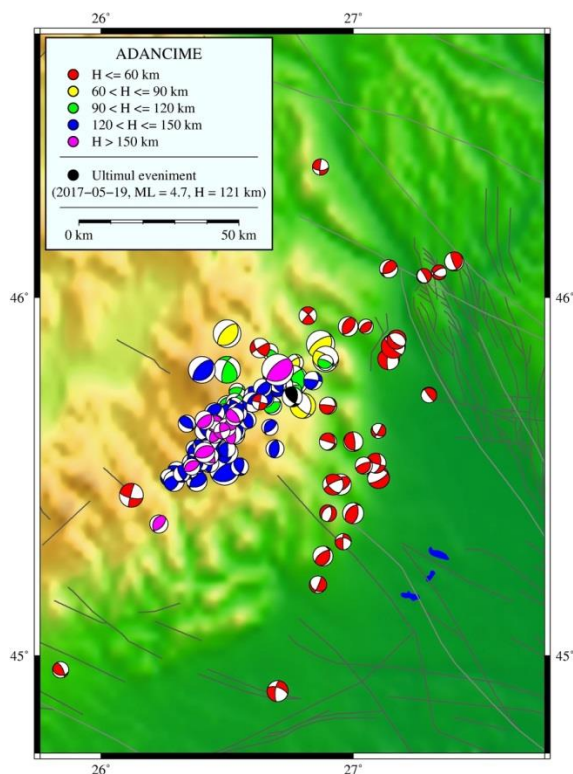 26˚ 27˚
ADANCIME
H <= 60 km
60 < H <= 90 km
90 < H <= 120 km
120 < H <= 150 km
H > 150 km
Ultimul eveniment
(2017-05-19, ML = 4.7, H = 121 km)
0 km 50 km
46˚ 46˚
45˚ 45˚
26˚ 27˚